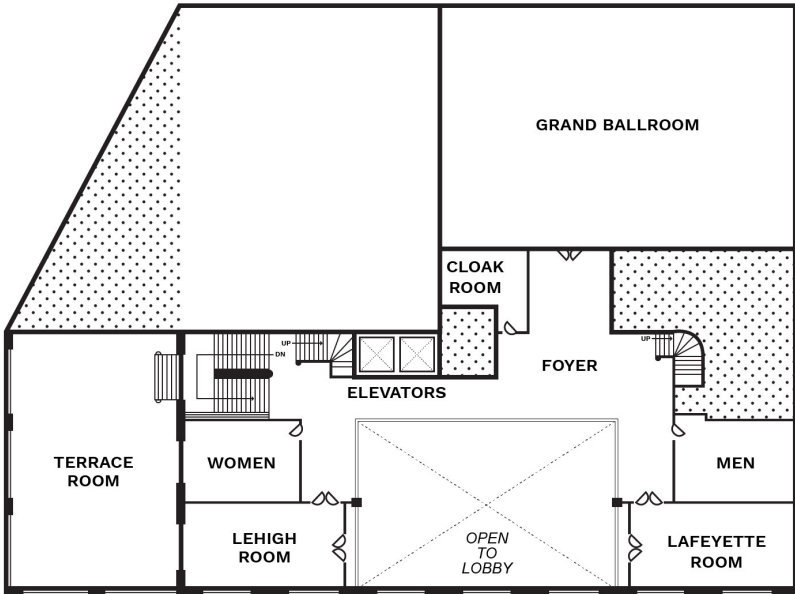 GRAND BALLROOM
CLOAK
ROOM
UP
DN
UP
FOYER
ELEVATORS
TERRACE
ROOM
WOMEN
MEN
LEHIGH
ROOM
OPEN
TO
LOBBY
LAFEYETTE
ROOM